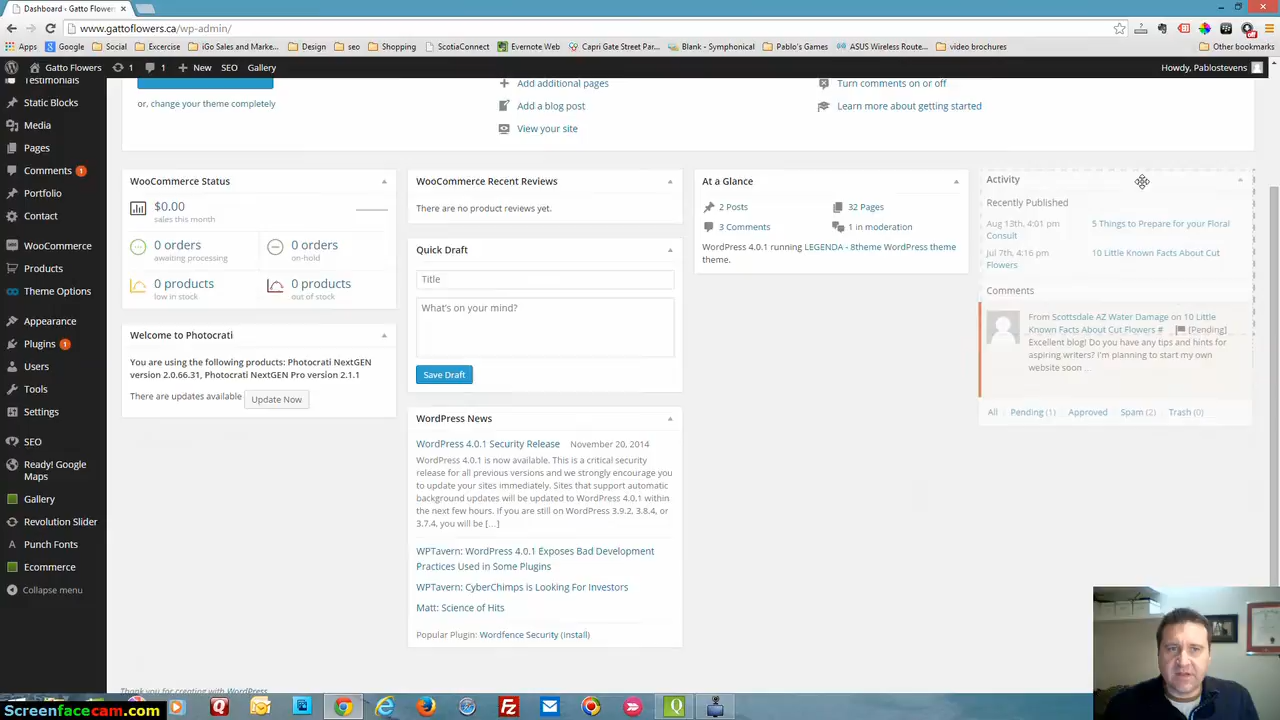 Dashboard ‹ Gatto Flowers
www.gattoflowers.ca/wp-admin/
Apps Google Social Excercise iGo Sales and Marke... Design seo Shopping ScotiaConnect Evernote Web Capri Gate Street Par... Blank - Symphonical Pablo's Games ASUS Wireless Route... video brochures Other bookmarks
Gatto Flowers 1 1 + New SEO Gallery Howdy, Pablostevens
Testimonials
Static Blocks
Media
Pages
Comments 1
Portfolio
Contact
WooCommerce
Products
Theme Options
Appearance
Plugins 1
Users
Tools
Settings
SEO
Ready! Google
Maps
Gallery
Revolution Slider
Punch Fonts
Ecommerce
Collapse menu
or, change your theme completely
Add additional pages
Add a blog post
View your site
Turn comments on or off
Learn more about getting started
WooCommerce Status
$0.00
sales this month
0 orders
awaiting processing
0 orders
on-hold
0 products
low in stock
0 products
out of stock
Welcome to Photocrati
You are using the following products: Photocrati NextGEN
version 2.0.66.31, Photocrati NextGEN Pro version 2.1.1
There are updates available Update Now
WooCommerce Recent Reviews
There are no product reviews yet.
Quick Draft
Title
What's on your mind?
Save Draft
WordPress News
WordPress 4.0.1 Security Release November 20, 2014
WordPress 4.0.1 is now available. This is a critical security
release for all previous versions and we strongly encourage you
to update your sites immediately. Sites that support automatic
background updates will be updated to WordPress 4.0.1 within
the next few hours. If you are still on WordPress 3.9.2, 3.8.4, or
3.7.4, you will be […]
WPTavern: WordPress 4.0.1 Exposes Bad Development
Practices Used in Some Plugins
WPTavern: CyberChimps is Looking For Investors
Matt: Science of Hits
Popular Plugin: Wordfence Security (Install)
At a Glance
2 Posts 32 Pages
3 Comments 1 in moderation
WordPress 4.0.1 running LEGENDA - 8theme WordPress theme
theme.
Activity
Recently Published
Aug 13th, 4:01 pm 5 Things to Prepare for your Floral
Consult
Jul 7th, 4:16 pm 10 Little Known Facts About Cut
Flowers
Comments
From Scottsdale AZ Water Damage on 10 Little
Known Facts About Cut Flowers # [Pending]
Excellent blog! Do you have any tips and hints for
aspiring writers? I'm planning to start my own
website soon ...
All Pending (1) Approved Spam (2) Trash (0)
Thank you for creating with WordPress.
Screenfacecam.com